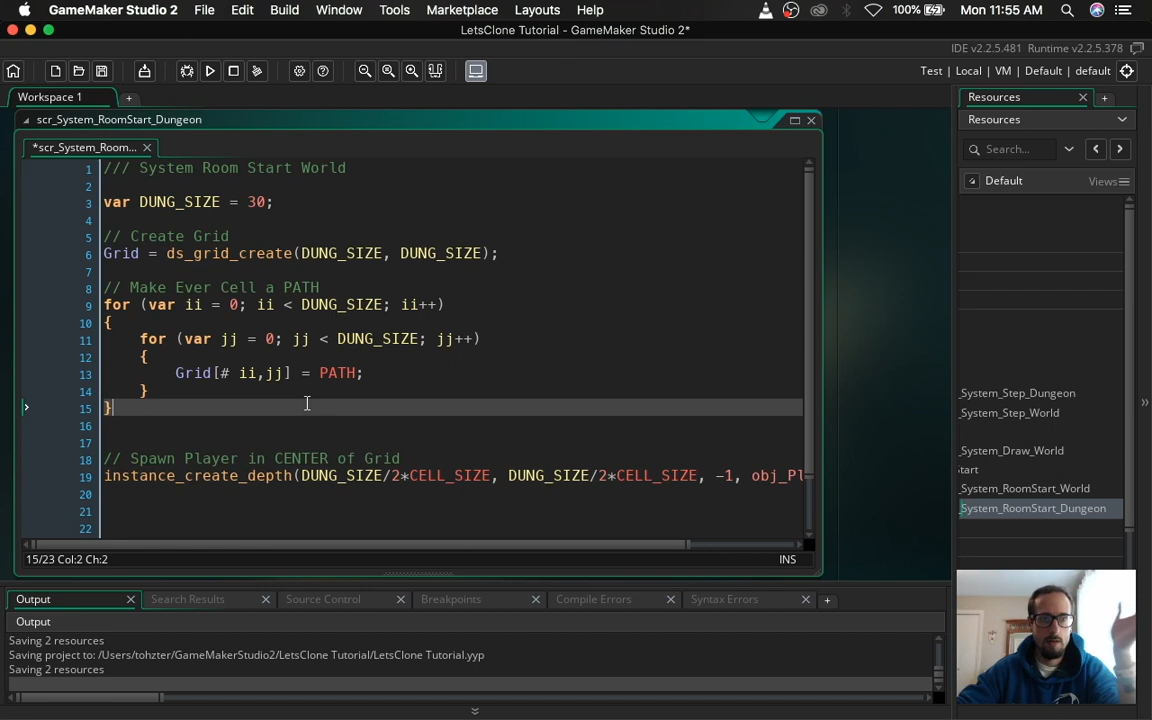 GameMaker Studio 2 File Edit Build Window Tools Marketplace Layouts Help 100% Mon 11:55 AM
LetsClone Tutorial - GameMaker Studio 2*
IDE v2.2.5.481 Runtime v2.2.5.378
Test | Local | VM | Default | default
Workspace 1 +
Resources +
scr_System_RoomStart_Dungeon
Resources
*scr_System_Room...
Search...
1 /// System Room Start World
2
3 var DUNG_SIZE = 30;
4
5 // Create Grid
6 Grid = ds_grid_create(DUNG_SIZE, DUNG_SIZE);
7
8 // Make Ever Cell a PATH
9 for (var ii = 0; ii < DUNG_SIZE; ii++)
10 {
11 for (var jj = 0; jj < DUNG_SIZE; jj++)
12 {
13 Grid[# ii,jj] = PATH;
14 }
15 }
16
17
18 // Spawn Player in CENTER of Grid
19 instance_create_depth(DUNG_SIZE/2*CELL_SIZE, DUNG_SIZE/2*CELL_SIZE, -1, obj_Pl
20
21
22
15/23 Col:2 Ch:2 INS
Default Views
_System_Step_Dungeon
_System_Step_World
_System_Draw_World
tart
_System_RoomStart_World
_System_RoomStart_Dungeon
Output Search Results Source Control Breakpoints Compile Errors Syntax Errors +
Output
Saving 2 resources
Saving project to: /Users/tohzter/GameMakerStudio2/LetsClone Tutorial/LetsClone Tutorial.yyp
Saving 2 resources